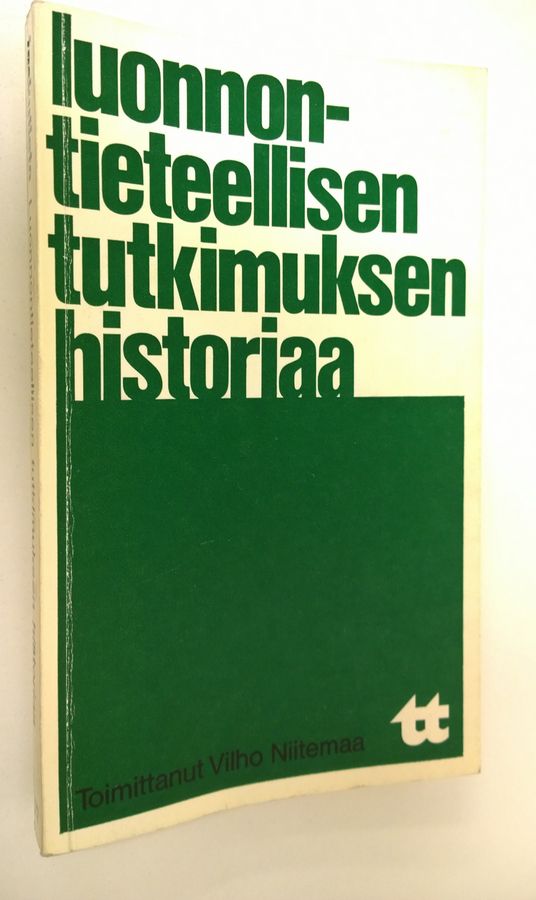 luonnon-
tieteellisen
tutkimuksen
historiaa
tt
Toimittanut Vilho Niitemaa